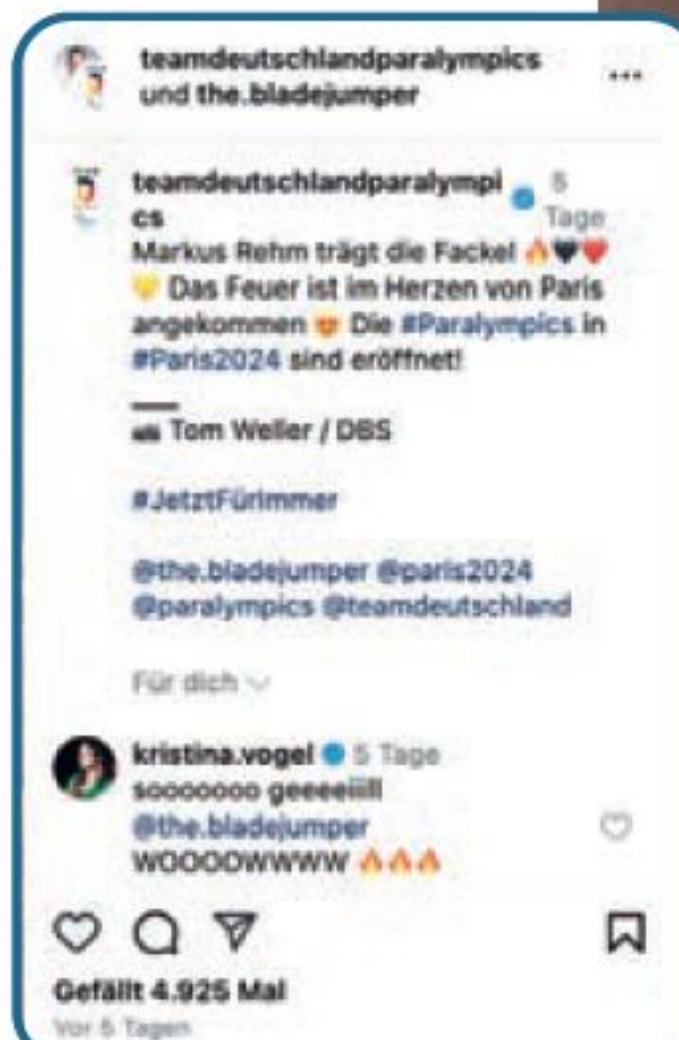 teamdeutschlandparalympics
und the.bladejumper
teamdeutschlandparalympi 5
cs Tage
Markus Rehm trägt die Fackel 🔥🖤❤️
💛 Das Feuer ist im Herzen von Paris
angekommen 😍 Die #Paralympics in
#Paris2024 sind eröffnet!
📸 Tom Weller / DBS
#JetztFürImmer
@the.bladejumper @paris2024
@paralympics @teamdeutschland
Für dich
kristina.vogel 5 Tage
sooooooo geeeeiiill
@the.bladejumper
WOOOOWWWW 🔥🔥🔥
Gefällt 4.925 Mal
Vor 5 Tagen